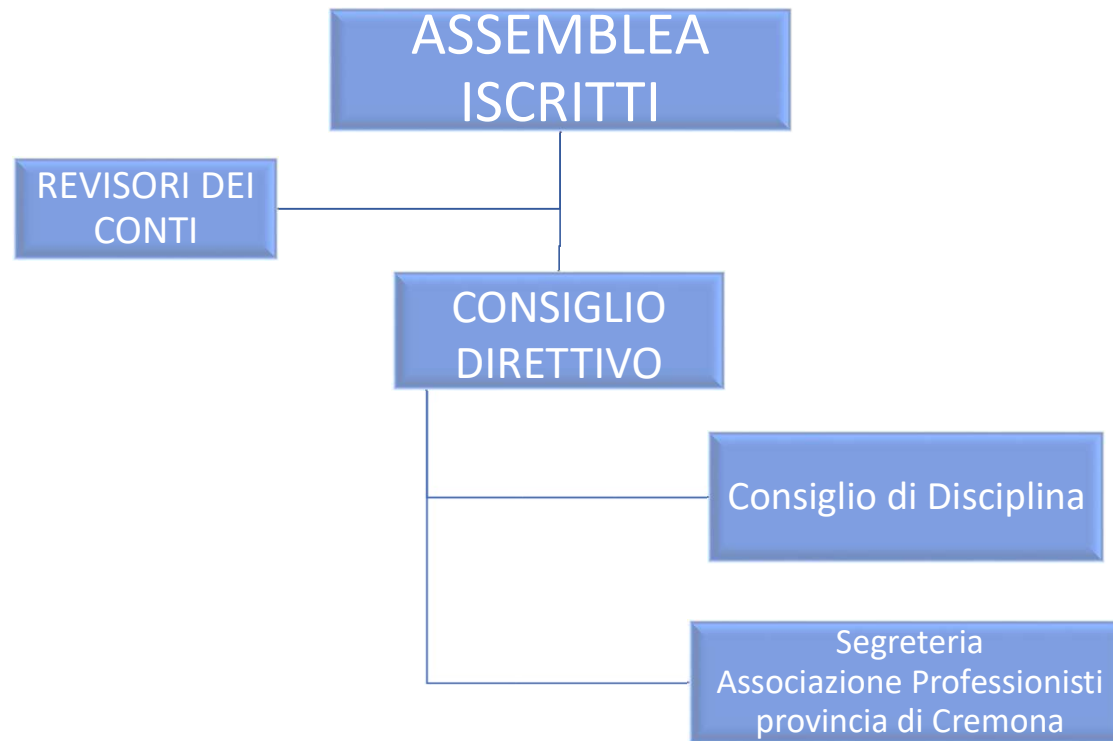 ASSEMBLEA
ISCRITTI
REVISORI DEI
CONTI
CONSIGLIO
DIRETTIVO
Consiglio di Disciplina
Segreteria
Associazione Professionisti
provincia di Cremona